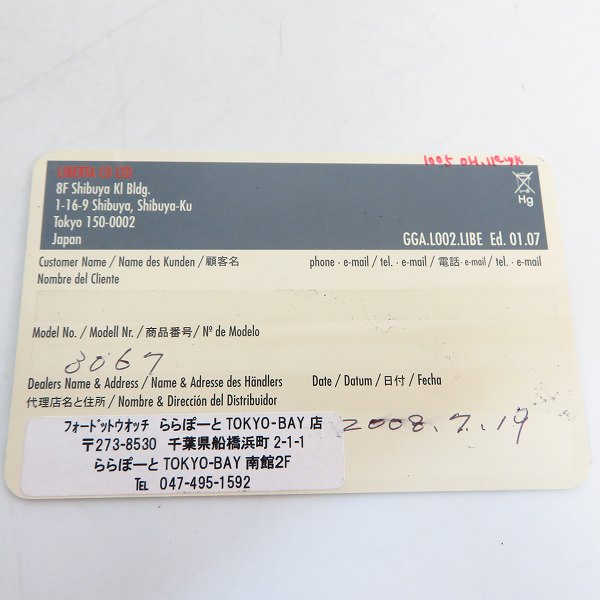 LIBERTA CO LTD
8F Shibuya KI Bldg.
1-16-9 Shibuya, Shibuya-Ku
Tokyo 150-0002
Japan
Hg
GGA.L002.LIBE Ed. 01.07
Customer Name / Name des Kunden / 顧客名
phone · e-mail / tel. · e-mail / 電話· e-mail / tel. · e-mail
Nombre del Cliente
Model No. / Modell Nr. / 商品番号/ Nº de Modelo
3067
Dealers Name & Address / Name & Adresse des Händlers
Date / Datum / 日付 / Fecha
代理店名と住所/ Nombre & Dirección del Distribuidor
2008.7.19
フォードットウオッチ ららぽーと TOKYO-BAY 店
〒273-8530 千葉県船橋浜町 2-1-1
ららぽーと TOKYO-BAY 南館2F
℡ 047-495-1592